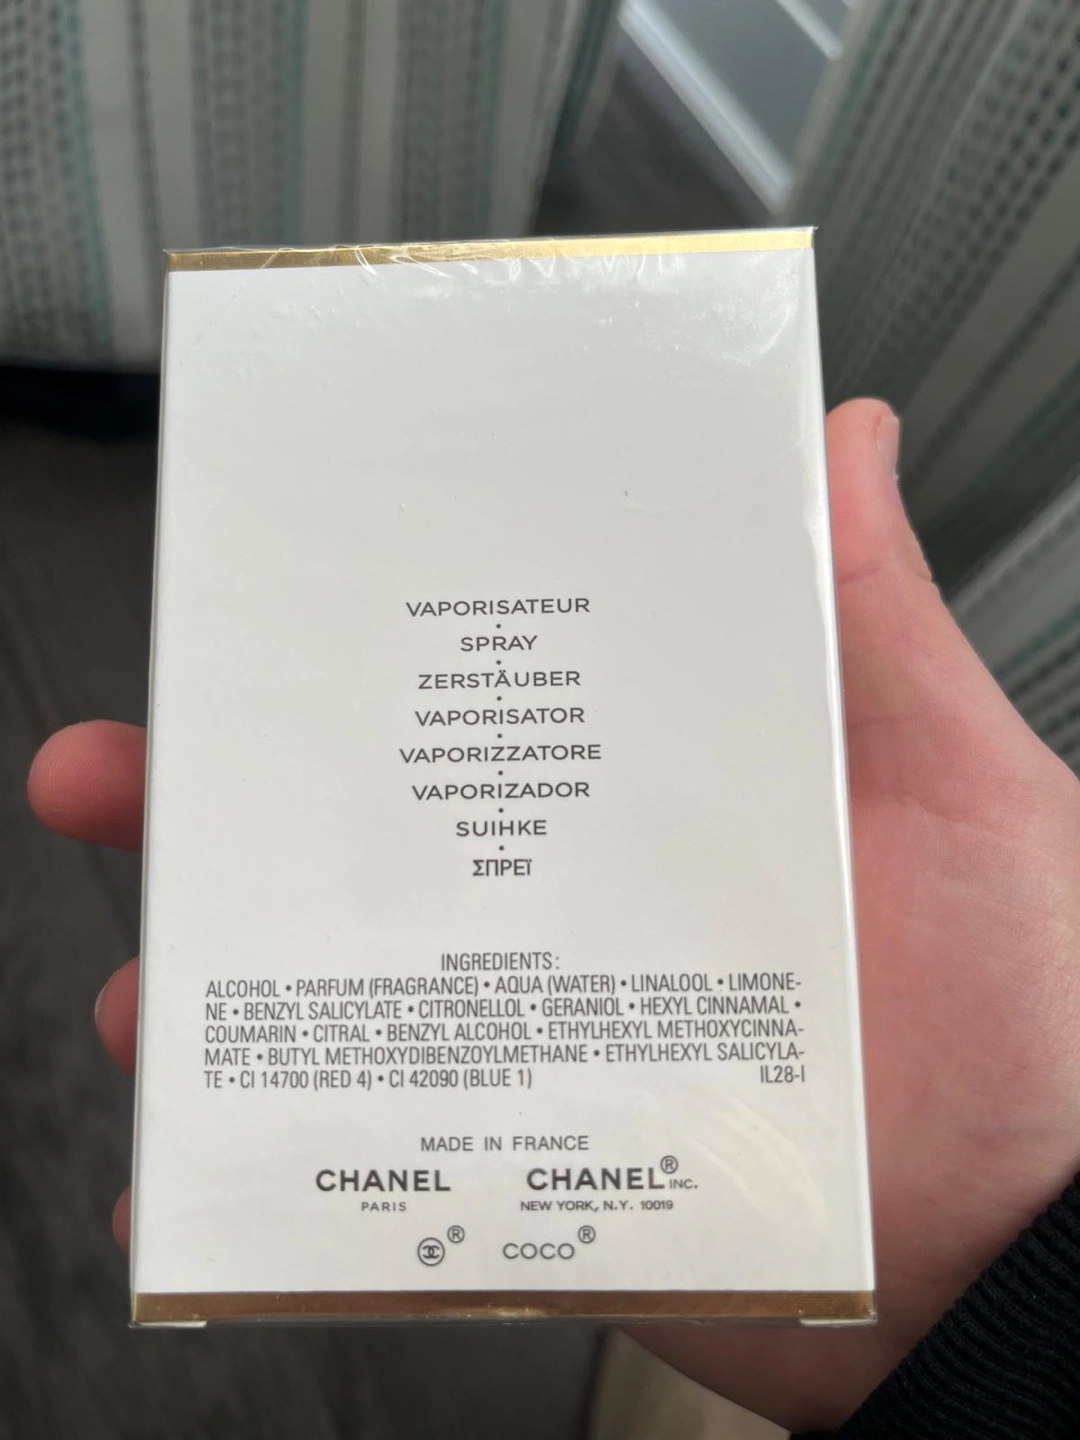 VAPORISATEUR
•
SPRAY
•
ZERSTÄUBER
•
VAPORISATOR
•
VAPORIZZATORE
•
VAPORIZADOR
•
SUIHKE
•
ΣΠΡΕΪ
INGREDIENTS:
ALCOHOL • PARFUM (FRAGRANCE) • AQUA (WATER) • LINALOOL • LIMONE-
NE • BENZYL SALICYLATE • CITRONELLOL • GERANIOL • HEXYL CINNAMAL •
COUMARIN • CITRAL • BENZYL ALCOHOL • ETHYLHEXYL METHOXYCINNA-
MATE • BUTYL METHOXYDIBENZOYLMETHANE • ETHYLHEXYL SALICYLA-
TE • CI 14700 (RED 4) • CI 42090 (BLUE 1) IL28-I
MADE IN FRANCE
CHANEL CHANEL® INC.
PARIS NEW YORK, N.Y. 10019
® COCO®